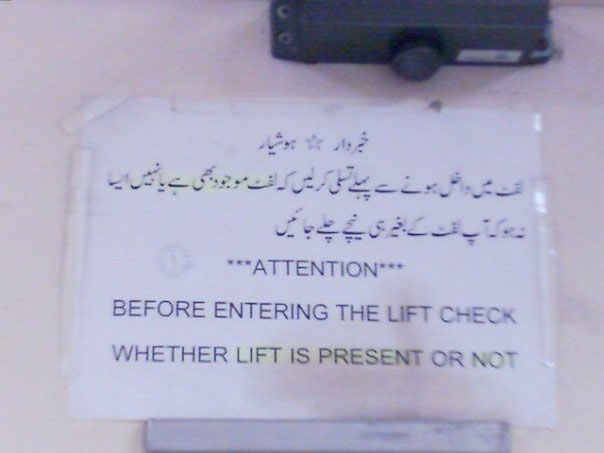 خبردار ☆ ہوشیار
لفٹ میں داخل ہونے سے پہلے تسلی کرلیں کہ لفٹ موجود بھی ہے یا نہیں ایسا
نہ ہو کہ آپ لفٹ کے بغیر ہی نیچے چلے جائیں
***ATTENTION***
BEFORE ENTERING THE LIFT CHECK
WHETHER LIFT IS PRESENT OR NOT